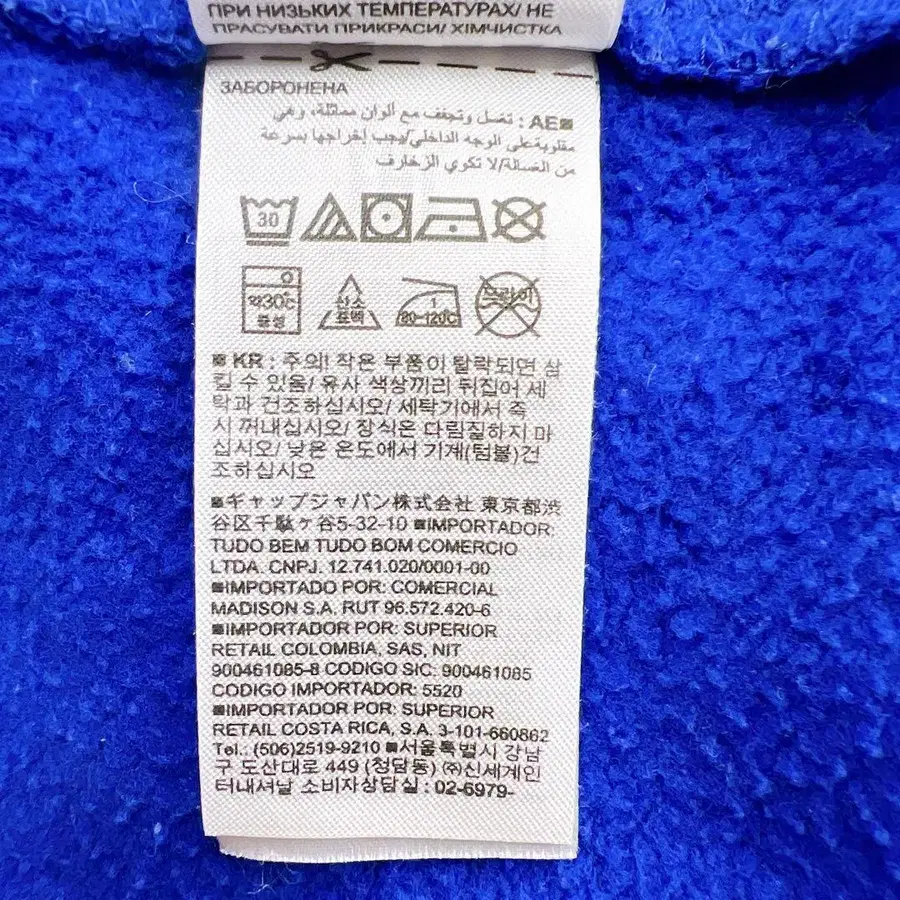 ПРИ НИЗЬКИХ ТЕМПЕРАТУРАХ/ НЕ
ПРАСУВАТИ ПРИКРАСИ/ ХІМЧИСТКА
ЗАБОРОНЕНА
■AE : تغسل وتجفف مع ألوان مماثلة، وهي
مقلوبة على الوجه الداخلي/يجب إخراجها بسرعة
من الغسالة/لا تكوي الزخارف
30
약30℃ 중성
산소 표백
1 80-120℃
드라이
■ KR : 주의! 작은 부품이 탈락되면 삼
킬 수 있음/ 유사 색상끼리 뒤집어 세
탁과 건조하십시오/ 세탁기에서 즉
시 꺼내십시오/ 장식은 다림질하지 마
십시오/ 낮은 온도에서 기계(텀블)건
조하십시오
■ギャップジャパン株式会社 東京都渋
谷区千駄ケ谷5-32-10 ■IMPORTADOR:
TUDO BEM TUDO BOM COMERCIO
LTDA. CNPJ. 12.741.020/0001-00
■IMPORTADO POR: COMERCIAL
MADISON S.A. RUT 96.572.420-6
■IMPORTADOR POR: SUPERIOR
RETAIL COLOMBIA, SAS, NIT
900461085-8 CODIGO SIC: 900461085
CODIGO IMPORTADOR: 5520
■IMPORTADOR POR: SUPERIOR
RETAIL COSTA RICA, S.A. 3-101-660862
Tel.: (506)2519-9210 ■서울특별시 강남
구 도산대로 449 (청담동) ㈜신세계인
터내셔날 소비자상담실 : 02-6979-